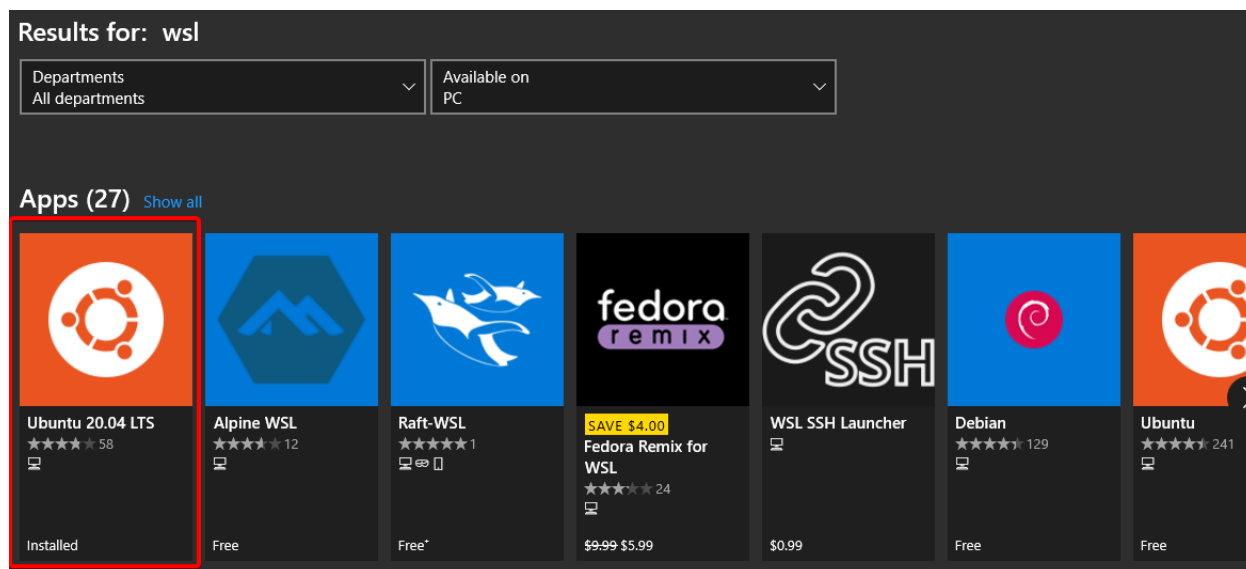 Results for: wsl
Departments
All departments
Available on
PC
Apps (27) Show all
fedora
remix
SSH
Ubuntu 20.04 LTS
58
Installed
Alpine WSL
12
Free
Raft-WSL
1
Free+
SAVE $4.00
Fedora Remix for
WSL
24
$9.99 $5.99
WSL SSH Launcher
$0.99
Debian
129
Free
Ubuntu
241
Free